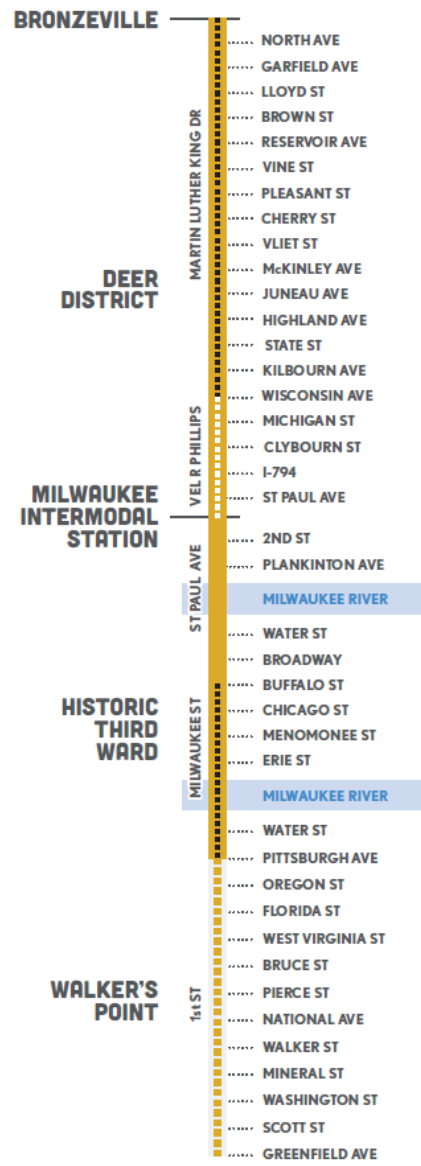 BRONZEVILLE
NORTH AVE
GARFIELD AVE
LLOYD ST
BROWN ST
RESERVOIR AVE
VINE ST
PLEASANT ST
CHERRY ST
VLIET ST
McKINLEY AVE
JUNEAU AVE
HIGHLAND AVE
STATE ST
KILBOURN AVE
WISCONSIN AVE
MICHIGAN ST
CLYBOURN ST
I-794
ST PAUL AVE
MARTIN LUTHER KING DR
DEER
DISTRICT
VEL R PHILLIPS
MILWAUKEE
INTERMODAL
STATION
2ND ST
PLANKINTON AVE
MILWAUKEE RIVER
WATER ST
BROADWAY
BUFFALO ST
CHICAGO ST
MENOMONEE ST
ERIE ST
MILWAUKEE RIVER
WATER ST
PITTSBURGH AVE
ST PAUL AVE
HISTORIC
THIRD
WARD
MILWAUKEE ST
OREGON ST
FLORIDA ST
WEST VIRGINIA ST
BRUCE ST
PIERCE ST
NATIONAL AVE
WALKER ST
MINERAL ST
WASHINGTON ST
SCOTT ST
GREENFIELD AVE
WALKER'S
POINT
1st ST